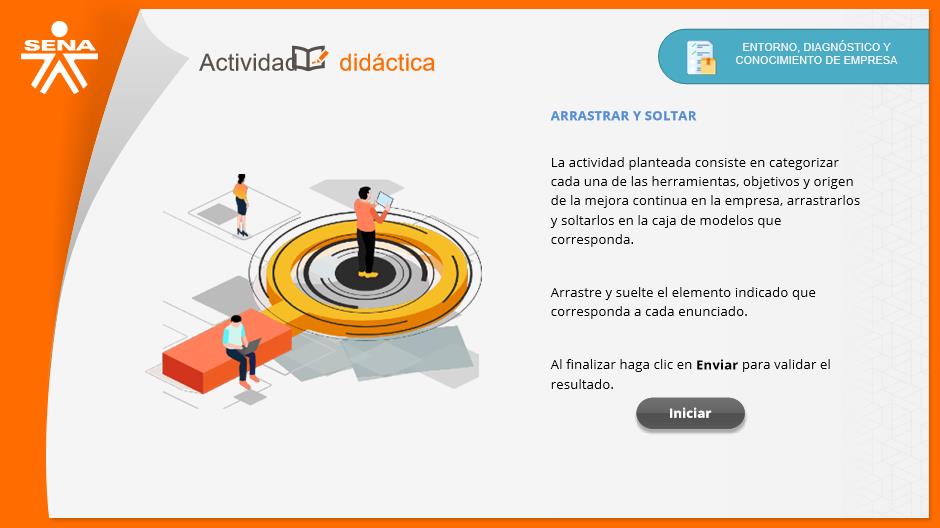 SENA
Actividad didáctica
ENTORNO, DIAGNÓSTICO Y
CONOCIMIENTO DE EMPRESA
ARRASTRAR Y SOLTAR
La actividad planteada consiste en categorizar
cada una de las herramientas, objetivos y origen
de la mejora continua en la empresa, arrastrarlos
y soltarlos en la caja de modelos que
corresponda.
Arrastre y suelte el elemento indicado que
corresponda a cada enunciado.
Al finalizar haga clic en Enviar para validar el
resultado.
Iniciar